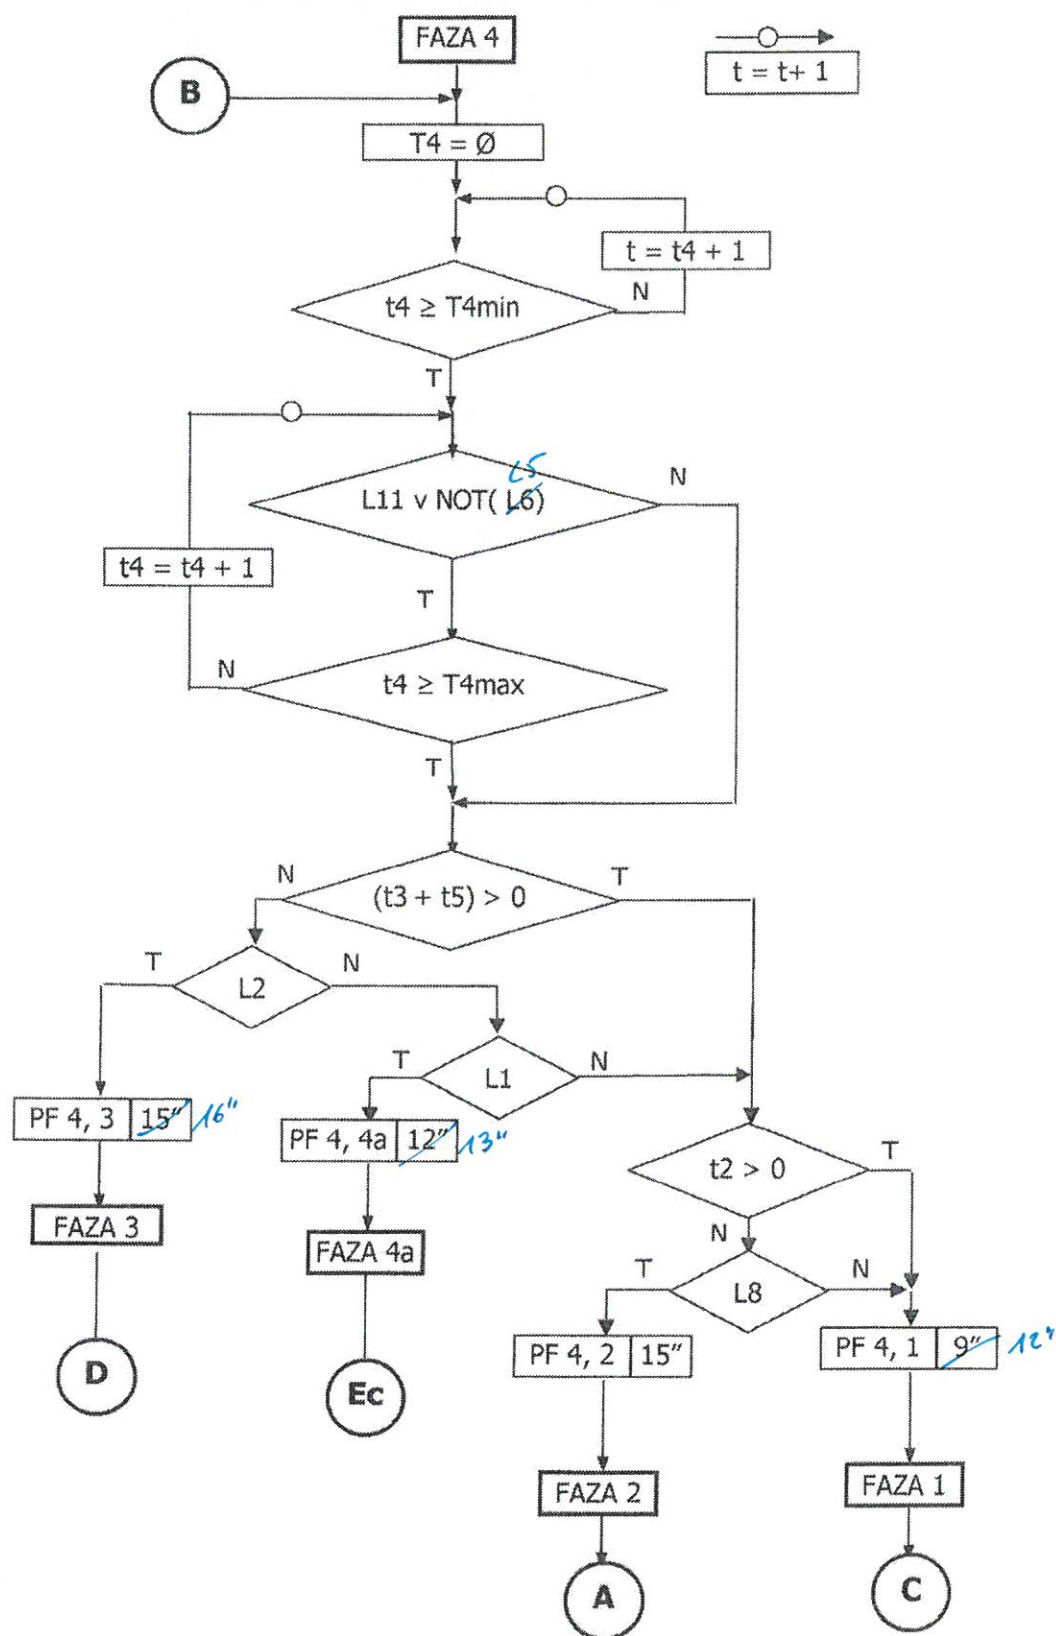 FAZA 4
t = t+ 1
B
T4 = Ø
t = t4 + 1
t4 ≥ T4min
N
T
L5
L11 v NOT( L6)
N
t4 = t4 + 1
T
N
t4 ≥ T4max
T
N
(t3 + t5) > 0
T
T
L2
N
T
L1
N
PF 4, 3 15” 16"
PF 4, 4a 12” 13"
t2 > 0
T
FAZA 3
FAZA 4a
N
T
L8
N
PF 4, 2 15”
PF 4, 1 9” 12"
D
Ec
FAZA 2
FAZA 1
A
C